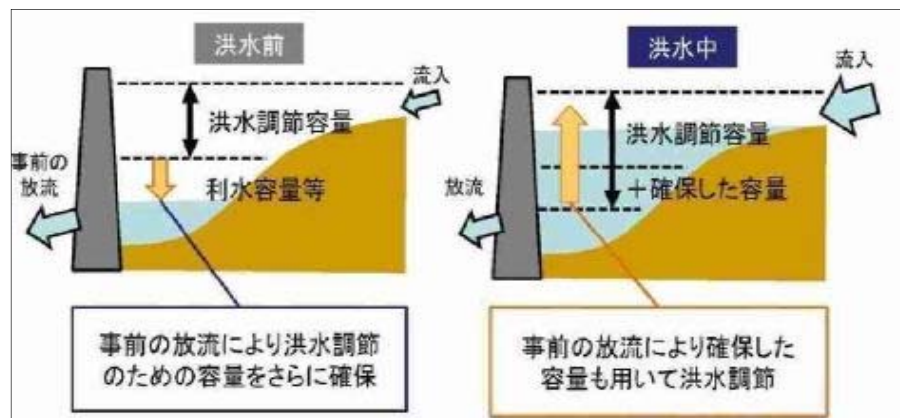 洪水前
流入
洪水調節容量
事前の
放流
利水容量等
事前の放流により洪水調節
のための容量をさらに確保
洪水中
流入
洪水調節容量
放流
+確保した容量
事前の放流により確保した
容量も用いて洪水調節